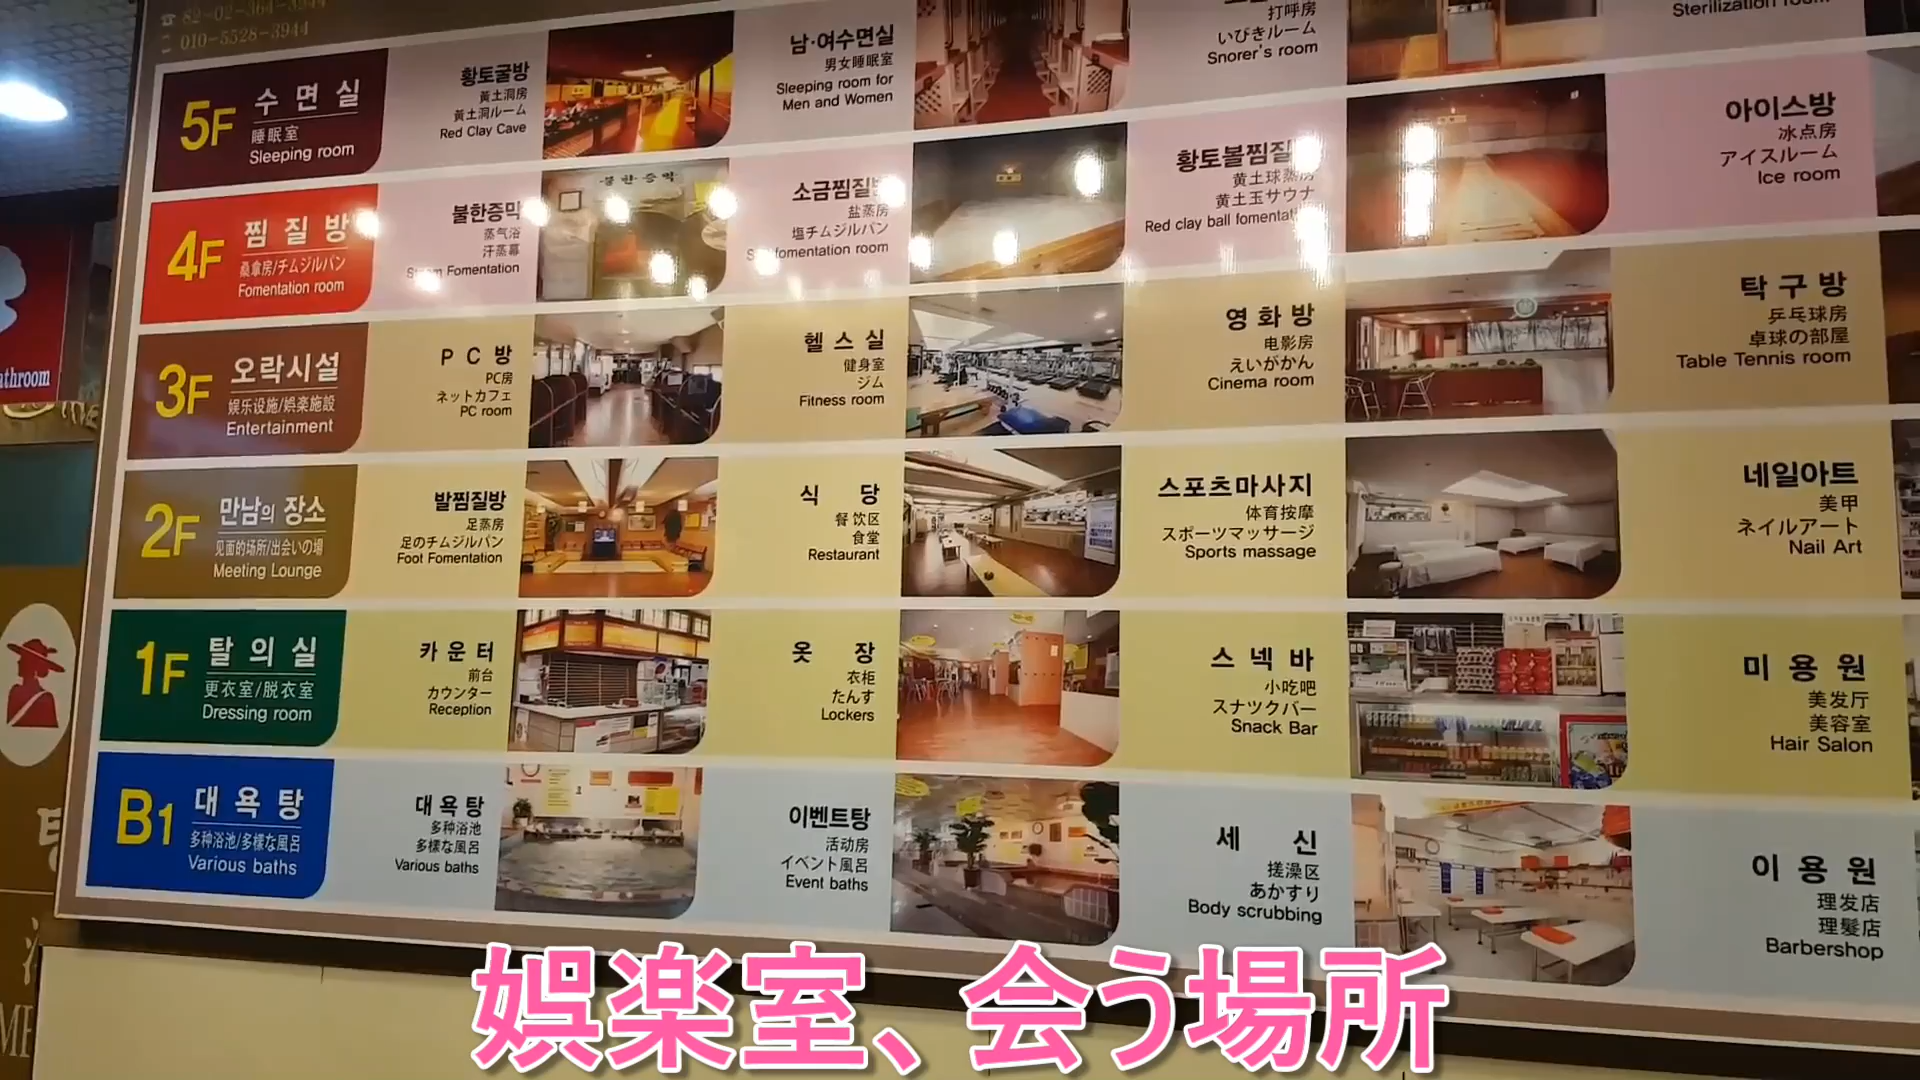 010-5528-3944
5F
수면실
睡眠室
Sleeping room
황토굴방
黃土洞房
黃土洞ルーム
Red Clay Cave
남·여수면실
男女睡眠室
Sleeping room for
Men and Women
打呼房
いびきルーム
Snorer's room
4F
찜질방
桑拿房/チムジルバン
Fomentation room
불한증막
蒸气浴
汗蒸幕
Fomentation
불한증막
소금찜질방
盐蒸房
塩チムジルバン
fomentation room
황토볼찜질
黄土球蒸房
黄土玉サウナ
Red clay ball
아이스방
冰点房
アイスルーム
Ice room
3F
오락시설
娱乐设施/娯楽施設
Entertainment
PC방
PC房
ネットカフェ
PC room
헬스실
健身室
ジム
Fitness room
영화방
电影房
えいががん
Cinema room
탁구방
乒乓球房
卓球の部屋
Table Tennis room
2F
만남의 장소
见面的场所/出会いの場
Meeting Lounge
발찜질방
足蒸房
足のチムジルバン
Foot Fomentation
식당
餐饮区
食堂
Restaurant
스포츠마사지
体育按摩
スポーツマッサージ
Sports massage
네일아트
美甲
ネイルアート
Nail Art
1F
탈의실
更衣室/脱衣室
Dressing room
카운터
前台
カウンター
Reception
옷장
衣柜
たんす
Lockers
스넥바
小吃吧
スナツクバー
Snack Bar
미용원
美发厅
美容室
Hair Salon
B1
대욕탕
多种浴池/多樣な風呂
Various baths
대욕탕
多种浴池
多樣な風呂
Various baths
이벤트탕
活动房
イベント風呂
Event baths
세신
搓澡区
あかすり
Body scrubbing
이용원
理发店
理髮店
Barbershop
娯楽室、会う場所